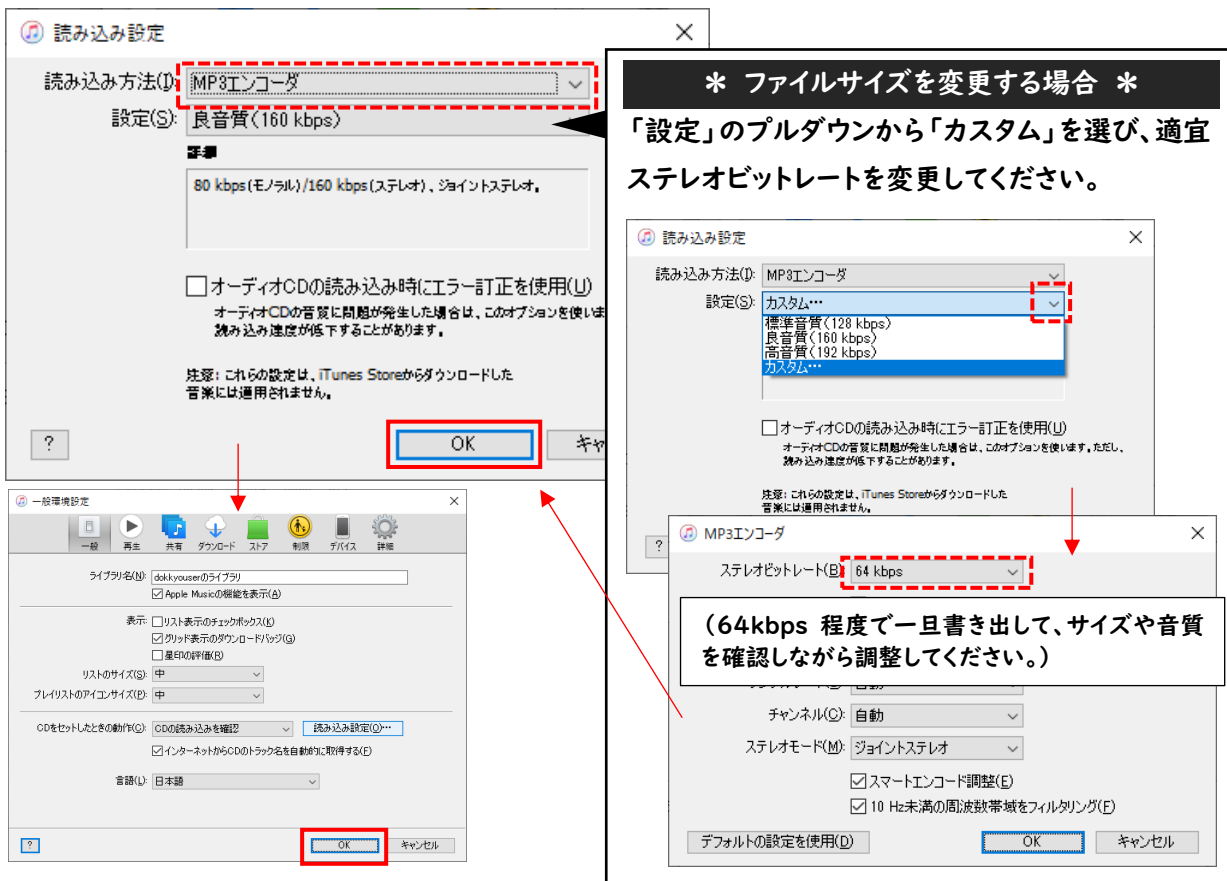 読み込み設定
読み込み方法(I): MP3エンコーダ
設定(S): 良音質(160 kbps)
詳細
80 kbps(モノラル)/160 kbps(ステレオ)、ジョイントステレオ。
オーディオCDの読み込み時にエラー訂正を使用(U)
オーディオCDの音質に問題が発生した場合は、このオプションを使いま
読み込み速度が低下することがあります。
注意: これらの設定は、iTunes Storeからダウンロードした
音楽には適用されません。
?
OK
キャ
一般環境設定
一般 再生 共有 ダウンロード ストア 制限 デバイス 詳細
ライブラリ名(N): dokkyouserのライブラリ
Apple Musicの機能を表示(A)
表示: リスト表示のチェックボックス(K)
グリッド表示のダウンロードバッジ(G)
星印の評価(R)
リストのサイズ(S): 中
プレイリストのアイコンサイズ(P): 中
CDをセットしたときの動作(C): CDの読み込みを確認 読み込み設定(O)…
インターネットからCDのトラック名を自動的に取得する(F)
言語(L): 日本語
?
OK
キャンセル
＊ ファイルサイズを変更する場合 ＊
「設定」のプルダウンから「カスタム」を選び、適宜
ステレオビットレートを変更してください。
読み込み設定
読み込み方法(I): MP3エンコーダ
設定(S): カスタム…
標準音質(128 kbps)
良音質(160 kbps)
高音質(192 kbps)
カスタム…
オーディオCDの読み込み時にエラー訂正を使用(U)
オーディオCDの音質に問題が発生した場合は、このオプションを使います。ただし、
読み込み速度が低下することがあります。
注意: これらの設定は、iTunes Storeからダウンロードした
音楽には適用されません。
?
MP3エンコーダ
ステレオビットレート(B): 64 kbps
(64kbps 程度で一旦書き出して、サイズや音質
を確認しながら調整してください。)
チャンネル(C): 自動
ステレオモード(M): ジョイントステレオ
スマートエンコード調整(E)
10 Hz未満の周波数帯域をフィルタリング(F)
デフォルトの設定を使用(D)
OK
キャンセル